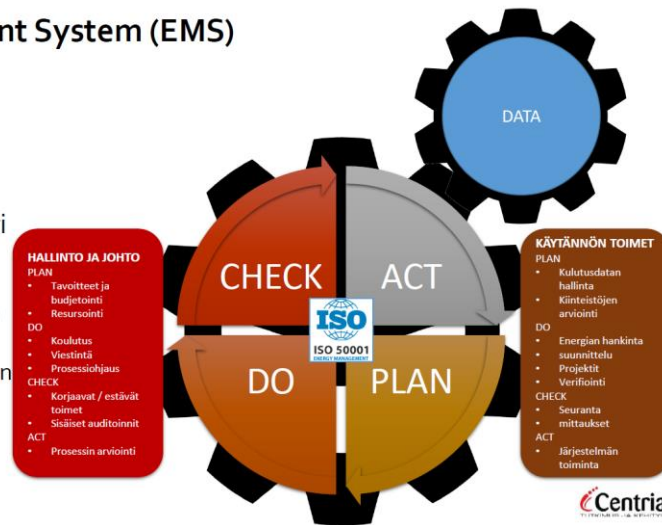 nt System (EMS)
DATA
i
n
HALLINTO JA JOHTO
PLAN
• Tavoitteet ja
budjetointi
• Resursointi
DO
• Koulutus
• Viestintä
• Prosessiohjaus
CHECK
• Korjaavat / estävät
toimet
• Sisäiset auditoinnit
ACT
• Prosessin arviointi
CHECK
ACT
DO
PLAN
ISO
ISO 50001
ENERGY MANAGEMENT
KÄYTÄNNÖN TOIMET
PLAN
• Kulutusdatan
hallinta
• Kiinteistöjen
arviointi
DO
• Energian hankinta
• suunnittelu
• Projektit
• Verifiointi
CHECK
• Seuranta
• mittaukset
ACT
• Järjestelmän
toiminta
Centria